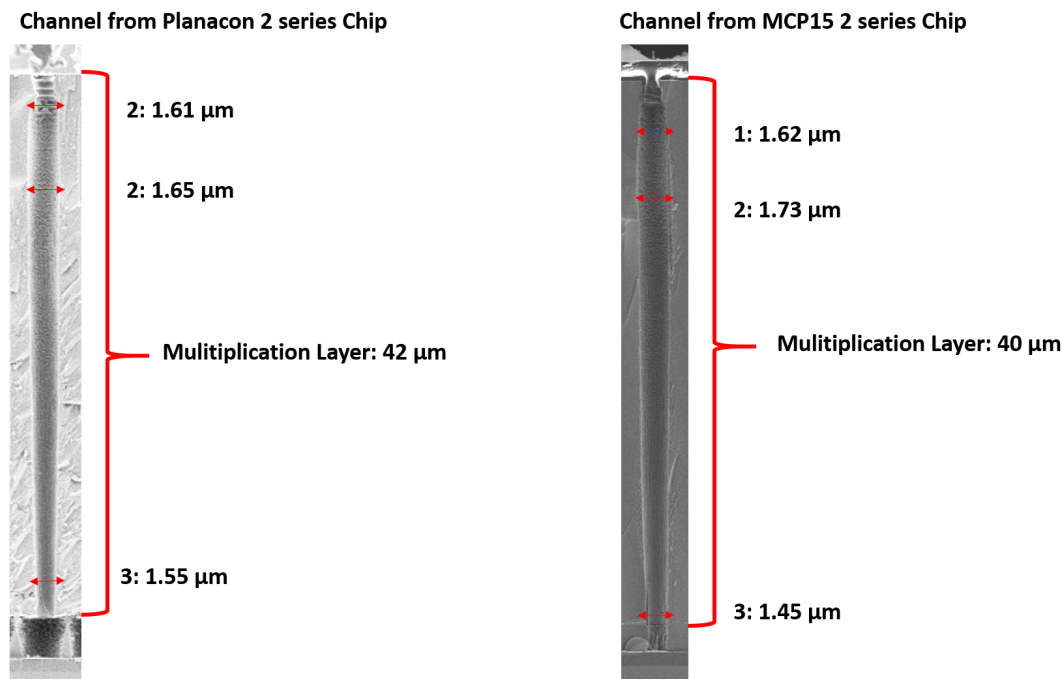 Channel from Planacon 2 series Chip
2: 1.61 μm
2: 1.65 μm
Mulitiplication Layer: 42 μm
3: 1.55 μm
Channel from MCP15 2 series Chip
1: 1.62 μm
2: 1.73 μm
Mulitiplication Layer: 40 μm
3: 1.45 μm